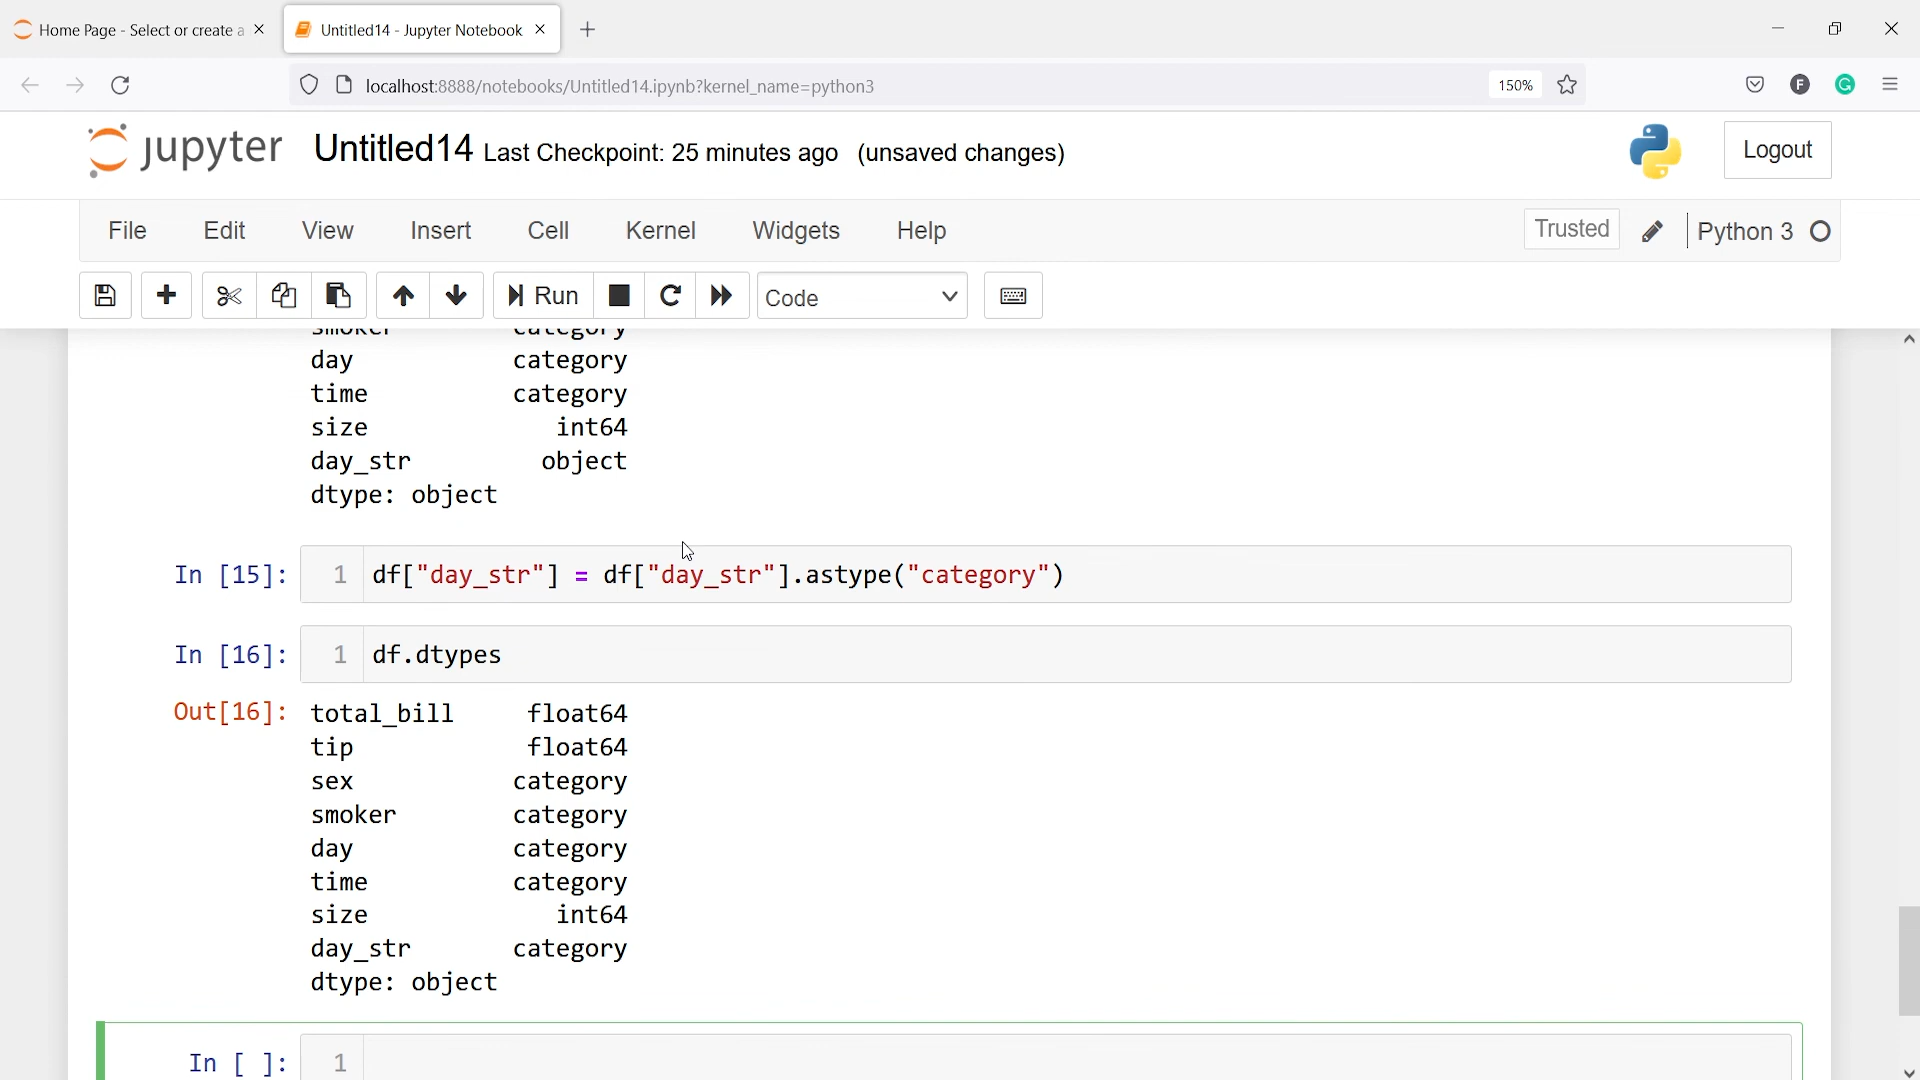 Home Page - Select or create a
Untitled14 - Jupyter Notebook
localhost:8888/notebooks/Untitled14.ipynb?kernel_name=python3
150%
F
G
jupyter Untitled14 Last Checkpoint: 25 minutes ago (unsaved changes)
Logout
File Edit View Insert Cell Kernel Widgets Help
Trusted
Python 3
Run
Code
smoker category
day category
time category
size int64
day_str object
dtype: object
In [15]: 1 df["day_str"] = df["day_str"].astype("category")
In [16]: 1 df.dtypes
Out[16]: total_bill float64
tip float64
sex category
smoker category
day category
time category
size int64
day_str category
dtype: object
In [ ]: 1